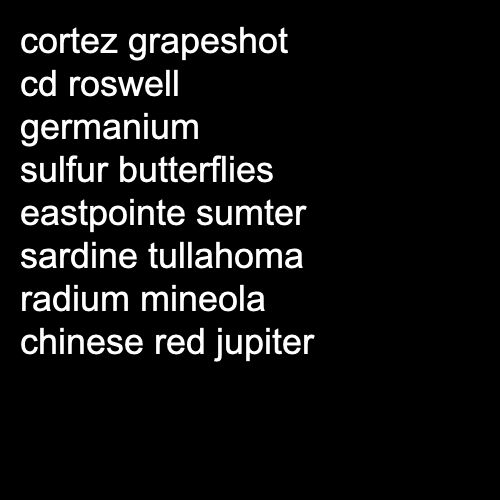 cortez grapeshot
cd roswell
germanium
sulfur butterflies
eastpointe sumter
sardine tullahoma
radium mineola
chinese red jupiter